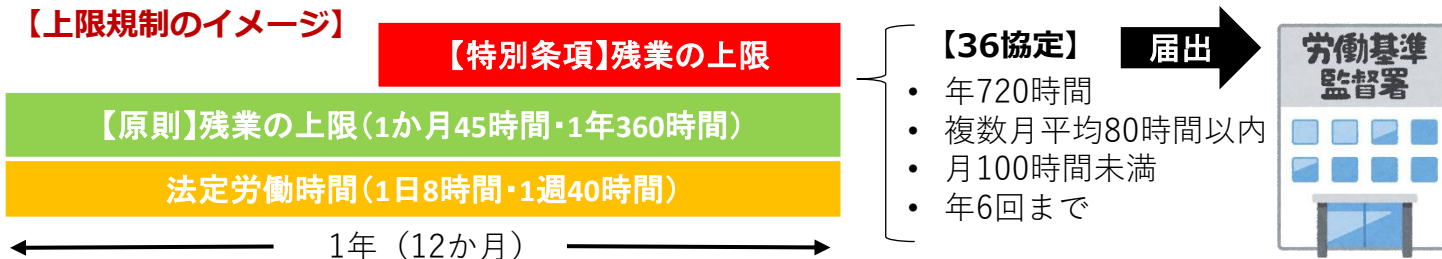 【上限規制のイメージ】
【特別条項】残業の上限
【原則】残業の上限(1か月45時間・1年360時間)
法定労働時間(1日8時間・1週40時間)
1年（12か月）
【36協定】
• 年720時間
• 複数月平均80時間以内
• 月100時間未満
• 年6回まで
届出
労働基準
監督署